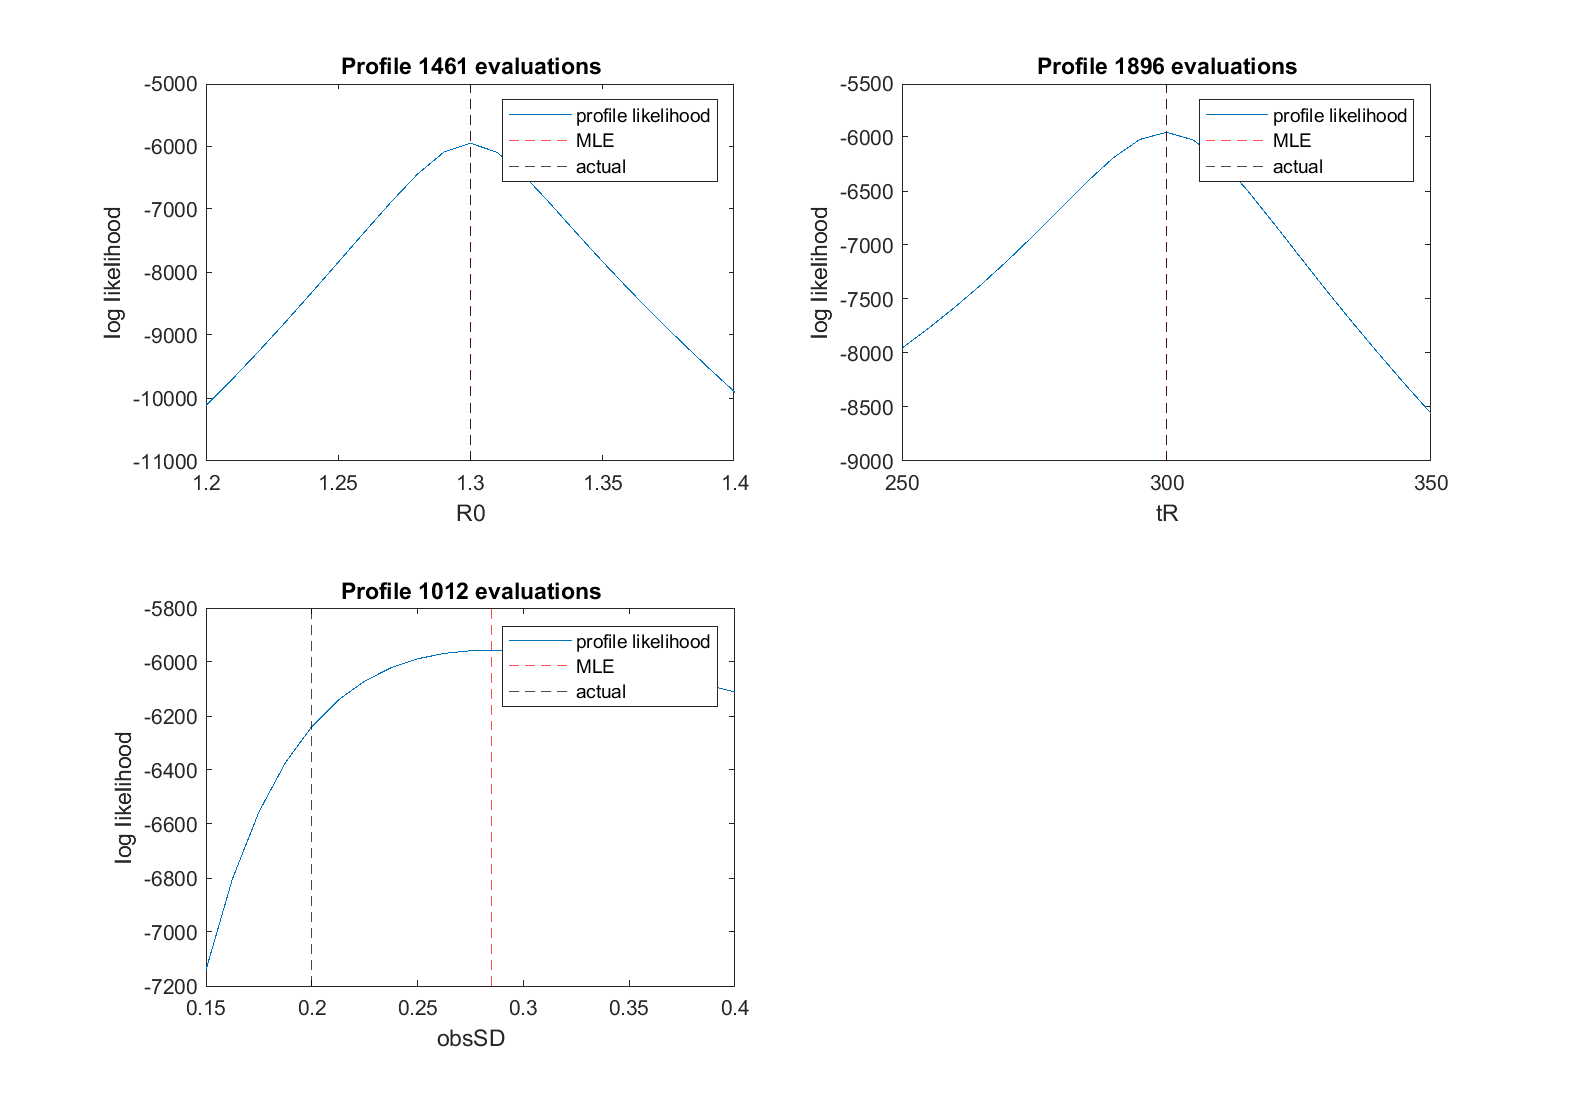 Profile 1461 evaluations
-5000
-6000
-7000
-8000
-9000
-10000
-11000
log likelihood
1.2 1.25 1.3 1.35 1.4
R0
profile likelihood
MLE
actual
Profile 1896 evaluations
-5500
-6000
-6500
-7000
-7500
-8000
-8500
-9000
log likelihood
250 300 350
tR
profile likelihood
MLE
actual
Profile 1012 evaluations
-5800
-6000
-6200
-6400
-6600
-6800
-7000
-7200
log likelihood
0.15 0.2 0.25 0.3 0.35 0.4
obsSD
profile likelihood
MLE
actual